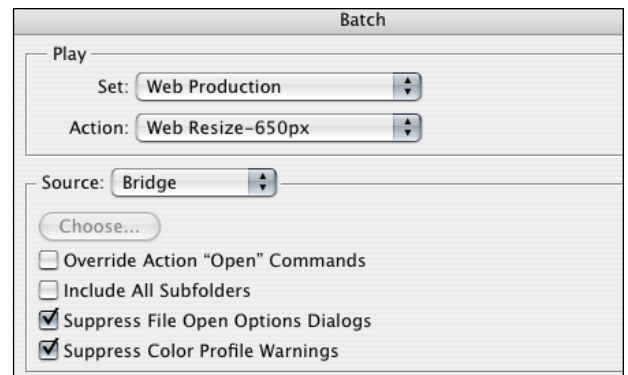 Batch
Play
Set: Web Production
Action: Web Resize-650px
Source: Bridge
Choose...
Override Action “Open” Commands
Include All Subfolders
Suppress File Open Options Dialogs
Suppress Color Profile Warnings